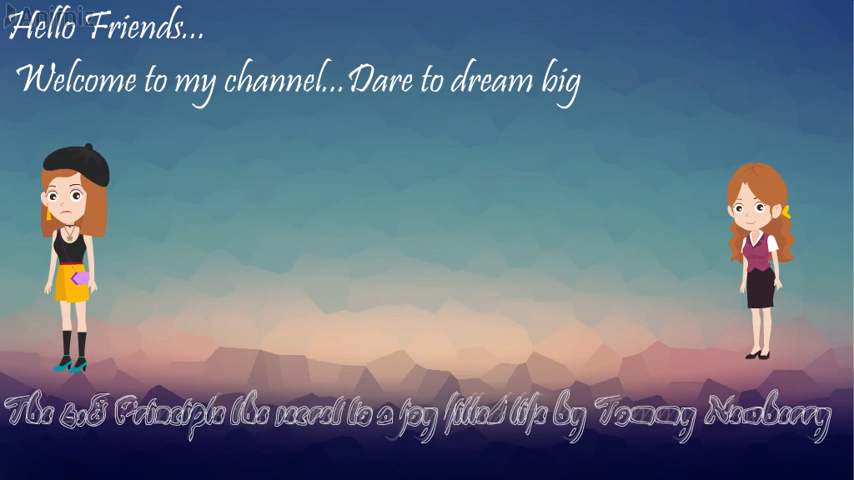 Animiz
Hello Friends...
Welcome to my channel...Dare to dream big
The 4:8 Principle the secret to a joy filled life by Tommy Newberry